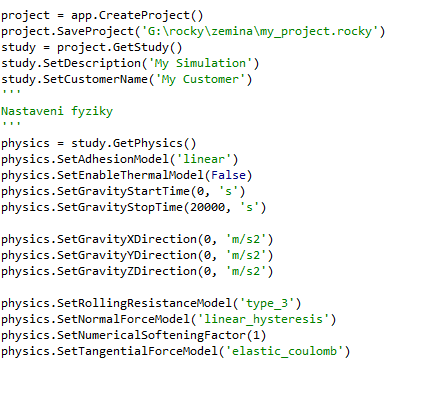 project = app.CreateProject()
project.SaveProject('G:\rocky\zemina\my_project.rocky')
study = project.GetStudy()
study.SetDescription('My Simulation')
study.SetCustomerName('My Customer')
'''
Nastaveni fyziky
'''
physics = study.GetPhysics()
physics.SetAdhesionModel('linear')
physics.SetEnableThermalModel(False)
physics.SetGravityStartTime(0, 's')
physics.SetGravityStopTime(20000, 's')

physics.SetGravityXDirection(0, 'm/s2')
physics.SetGravityYDirection(0, 'm/s2')
physics.SetGravityZDirection(0, 'm/s2')

physics.SetRollingResistanceModel('type_3')
physics.SetNormalForceModel('linear_hysteresis')
physics.SetNumericalSofteningFactor(1)
physics.SetTangentialForceModel('elastic_coulomb')